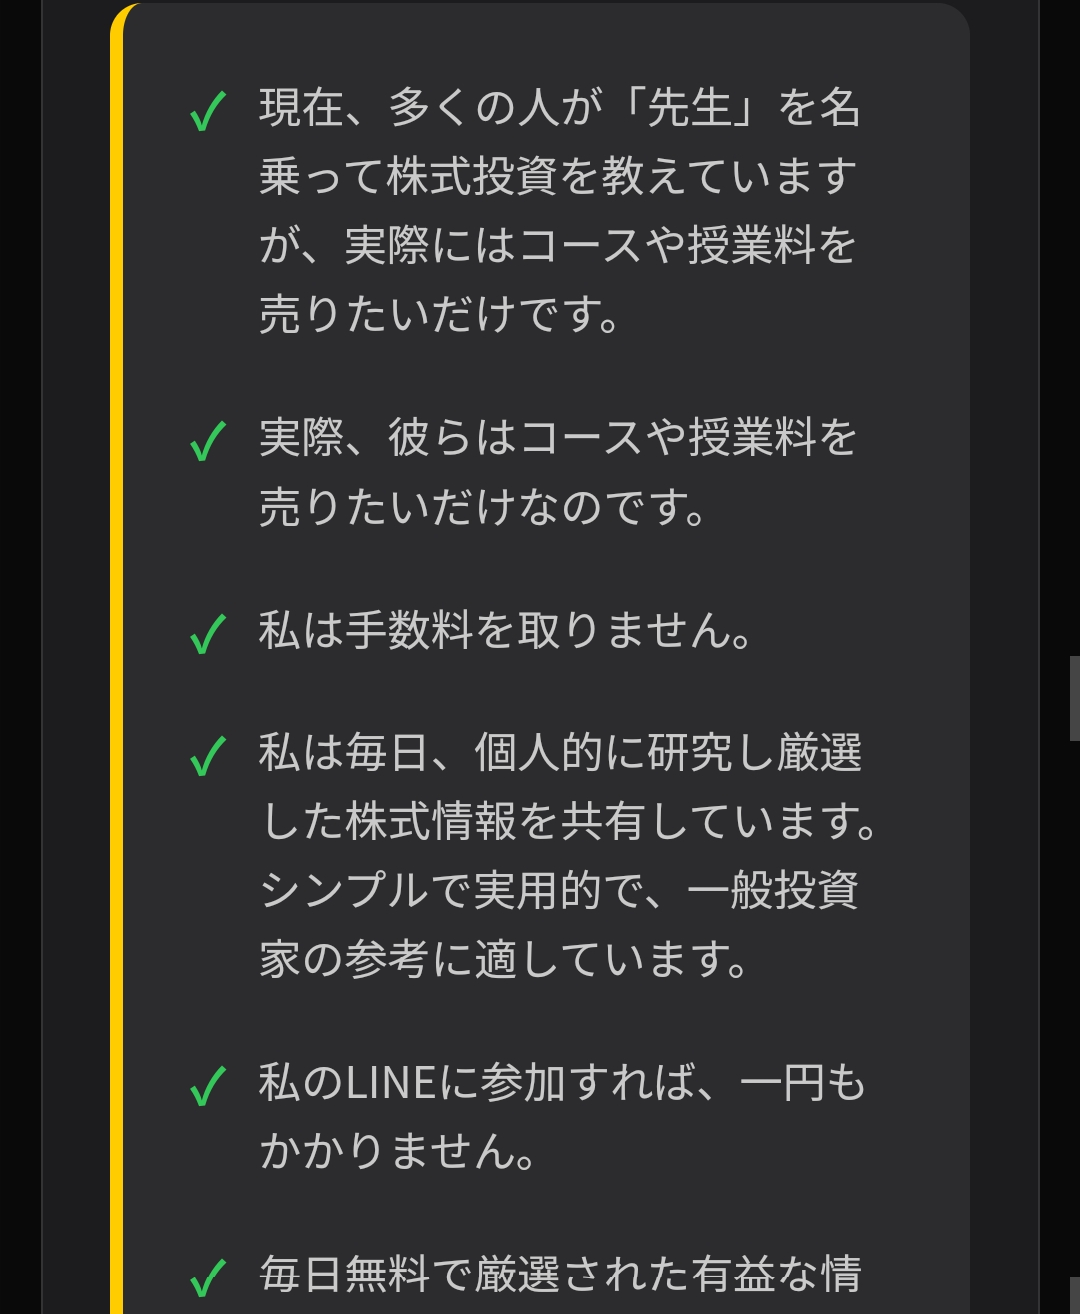 ✓ 現在、多くの人が「先生」を名
乗って株式投資を教えています
が、実際にはコースや授業料を
売りたいだけです。
✓ 実際、彼らはコースや授業料を
売りたいだけなのです。
✓ 私は手数料を取りません。
✓ 私は毎日、個人的に研究し厳選
した株式情報を共有しています。
シンプルで実用的で、一般投資
家の参考に適しています。
✓ 私のLINEに参加すれば、一円も
かかりません。
✓ 毎日無料で厳選された有益な情